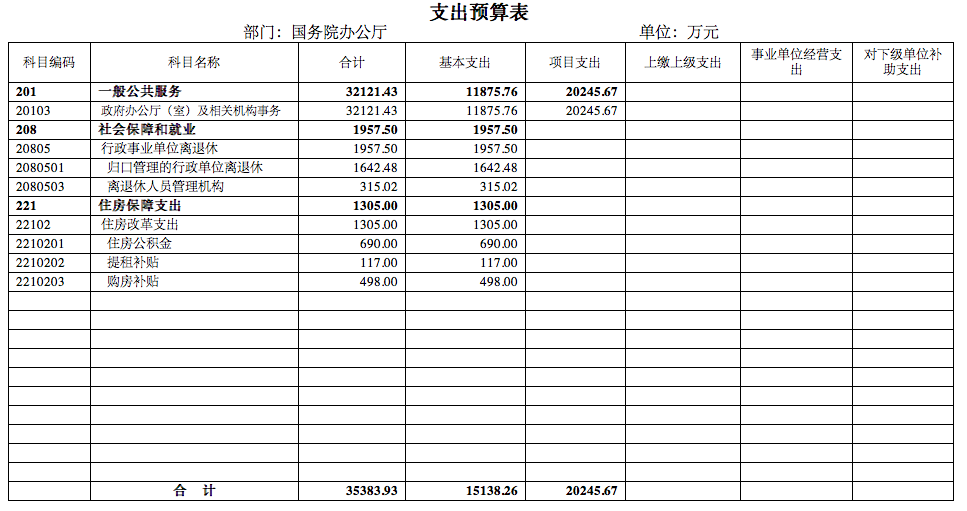 支出预算表
部门：国务院办公厅 单位：万元
科目编码 科目名称 合计 基本支出 项目支出 上缴上级支出 事业单位经营支出 对下级单位补助支出
201 一般公共服务 32121.43 11875.76 20245.67
20103 政府办公厅（室）及相关机构事务 32121.43 11875.76 20245.67
208 社会保障和就业 1957.50 1957.50
20805 行政事业单位离退休 1957.50 1957.50
2080501 归口管理的行政单位离退休 1642.48 1642.48
2080503 离退休人员管理机构 315.02 315.02
221 住房保障支出 1305.00 1305.00
22102 住房改革支出 1305.00 1305.00
2210201 住房公积金 690.00 690.00
2210202 提租补贴 117.00 117.00
2210203 购房补贴 498.00 498.00
合 计 35383.93 15138.26 20245.67